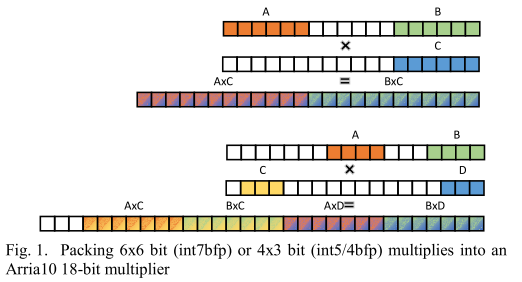 A B
×
C
AxC = BxC
A B
×
C D
AxC BxC AxD= BxD
Fig. 1. Packing 6x6 bit (int7bfp) or 4x3 bit (int5/4bfp) multiplies into an
Arria10 18-bit multiplier